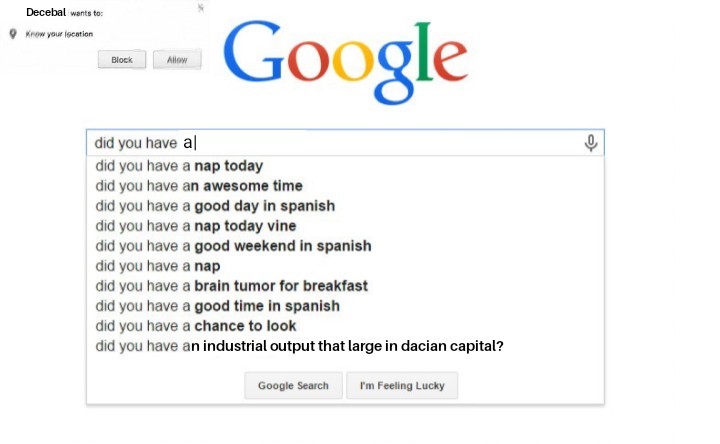 Decebal wants to:
Know your location
Block Allow
Google
did you have a
did you have a nap today
did you have an awesome time
did you have a good day in spanish
did you have a nap today vine
did you have a good weekend in spanish
did you have a nap
did you have a brain tumor for breakfast
did you have a good time in spanish
did you have a chance to look
did you have an industrial output that large in dacian capital?
Google Search I'm Feeling Lucky